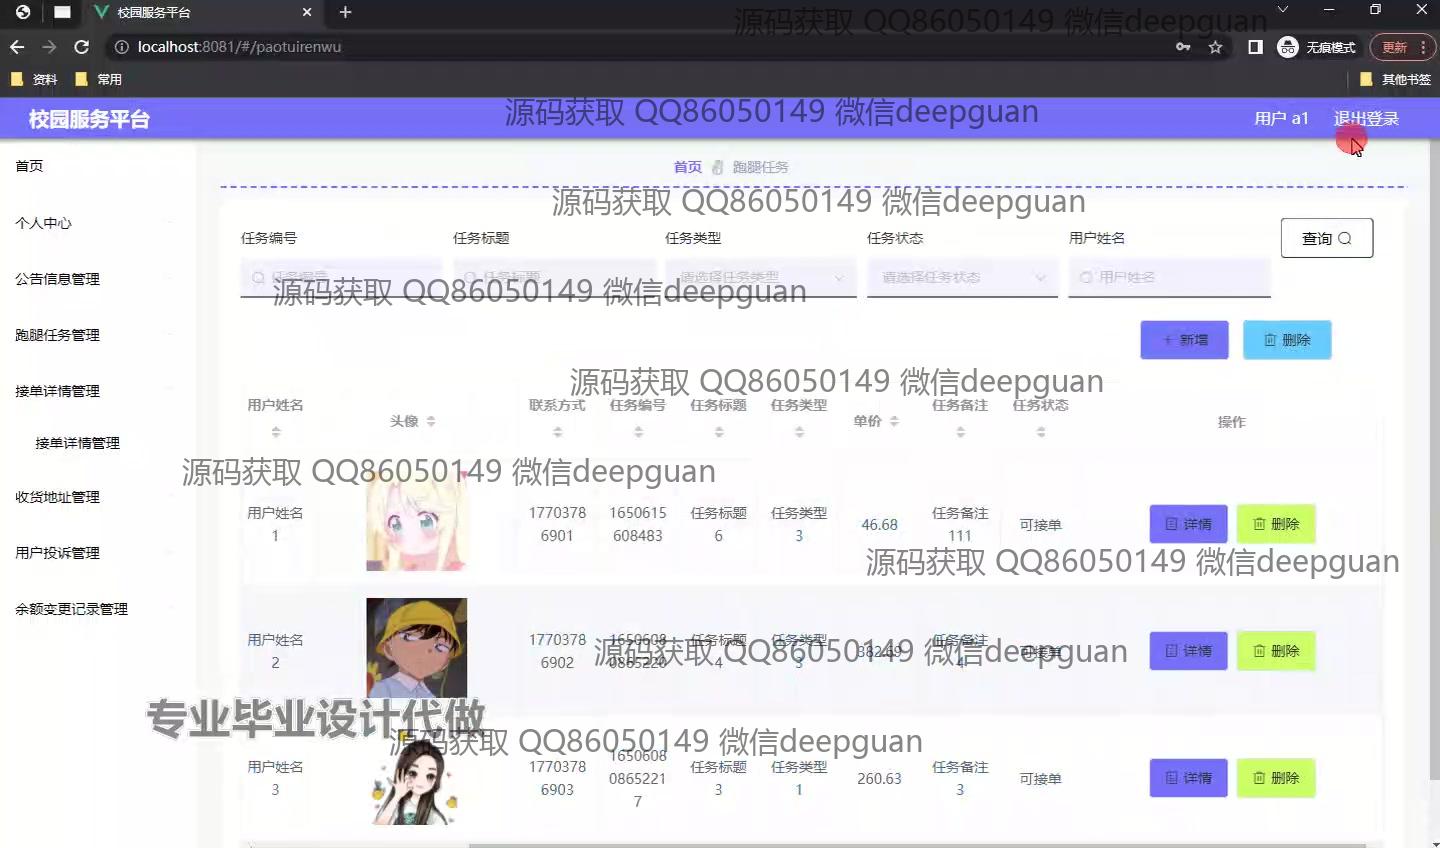 校园服务平台
源码获取 QQ86050149 微信deepguan
localhost:8081/#/paotuirenwu
无痕模式
更新
资料
常用
其他书签
校园服务平台
源码获取 QQ86050149 微信deepguan
用户 a1
退出登录
首页
个人中心
公告信息管理
跑腿任务管理
接单详情管理
接单详情管理
收货地址管理
用户投诉管理
余额变更记录管理
首页
跑腿任务
源码获取 QQ86050149 微信deepguan
任务编号
任务标题
任务类型
任务状态
用户姓名
查询
任务编号
任务标题
请选择任务类型
请选择任务状态
用户姓名
源码获取 QQ86050149 微信deepguan
+ 新增
删除
源码获取 QQ86050149 微信deepguan
用户姓名
头像
联系方式
任务编号
任务标题
任务类型
单价
任务备注
任务状态
操作
源码获取 QQ86050149 微信deepguan
用户姓名
1
1770378
6901
1650615
608483
任务标题
6
任务类型
3
46.68
任务备注
111
可接单
详情
删除
源码获取 QQ86050149 微信deepguan
用户姓名
2
1770378
6902
1650608
0865220
任务标题
4
任务类型
3
382.69
任务备注
4
可接单
详情
删除
源码获取 QQ86050149 微信deepguan
专业毕业设计代做
源码获取 QQ86050149 微信deepguan
用户姓名
3
1770378
6903
1650608
0865221
7
任务标题
3
任务类型
1
260.63
任务备注
3
可接单
详情
删除